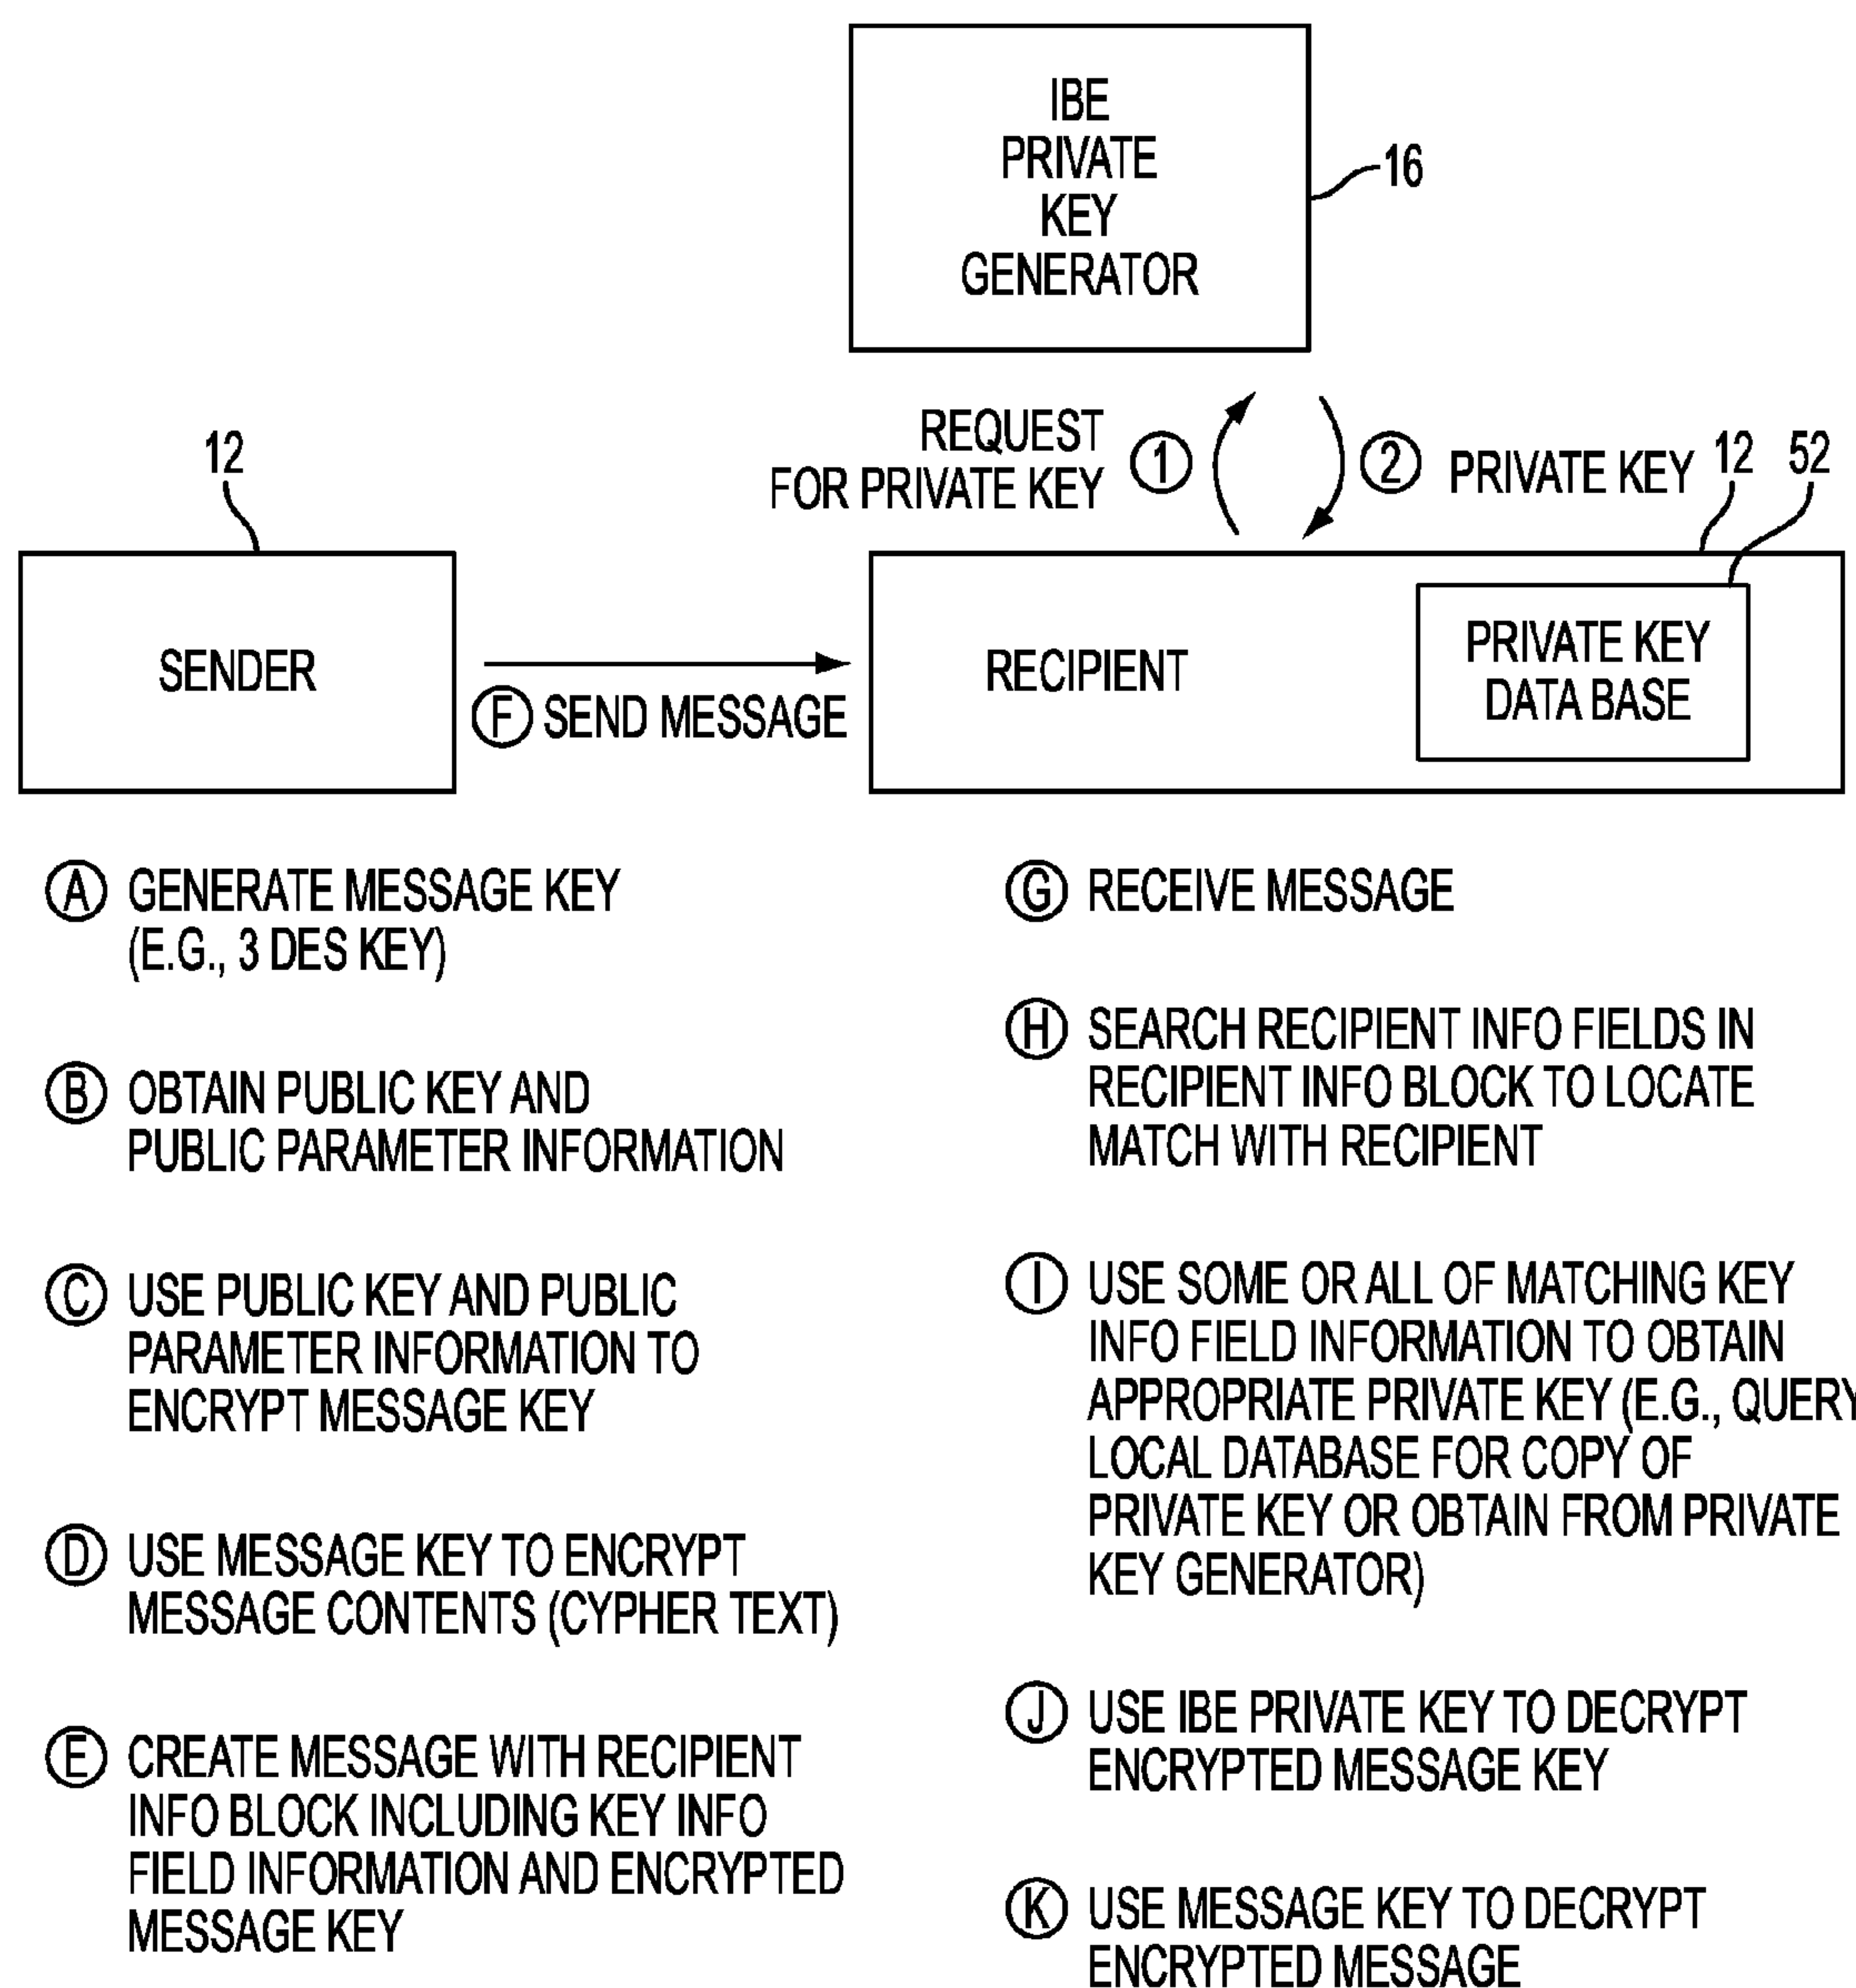 IBE
PRIVATE
KEY
GENERATOR
16
REQUEST
FOR PRIVATE KEY
1
2
PRIVATE KEY
12
52
12
SENDER
F SEND MESSAGE
RECIPIENT
PRIVATE KEY
DATA BASE
A GENERATE MESSAGE KEY
(E.G., 3 DES KEY)
B OBTAIN PUBLIC KEY AND
PUBLIC PARAMETER INFORMATION
C USE PUBLIC KEY AND PUBLIC
PARAMETER INFORMATION TO
ENCRYPT MESSAGE KEY
D USE MESSAGE KEY TO ENCRYPT
MESSAGE CONTENTS (CYPHER TEXT)
E CREATE MESSAGE WITH RECIPIENT
INFO BLOCK INCLUDING KEY INFO
FIELD INFORMATION AND ENCRYPTED
MESSAGE KEY
G RECEIVE MESSAGE
H SEARCH RECIPIENT INFO FIELDS IN
RECIPIENT INFO BLOCK TO LOCATE
MATCH WITH RECIPIENT
I USE SOME OR ALL OF MATCHING KEY
INFO FIELD INFORMATION TO OBTAIN
APPROPRIATE PRIVATE KEY (E.G., QUERY
LOCAL DATABASE FOR COPY OF
PRIVATE KEY OR OBTAIN FROM PRIVATE
KEY GENERATOR)
J USE IBE PRIVATE KEY TO DECRYPT
ENCRYPTED MESSAGE KEY
K USE MESSAGE KEY TO DECRYPT
ENCRYPTED MESSAGE